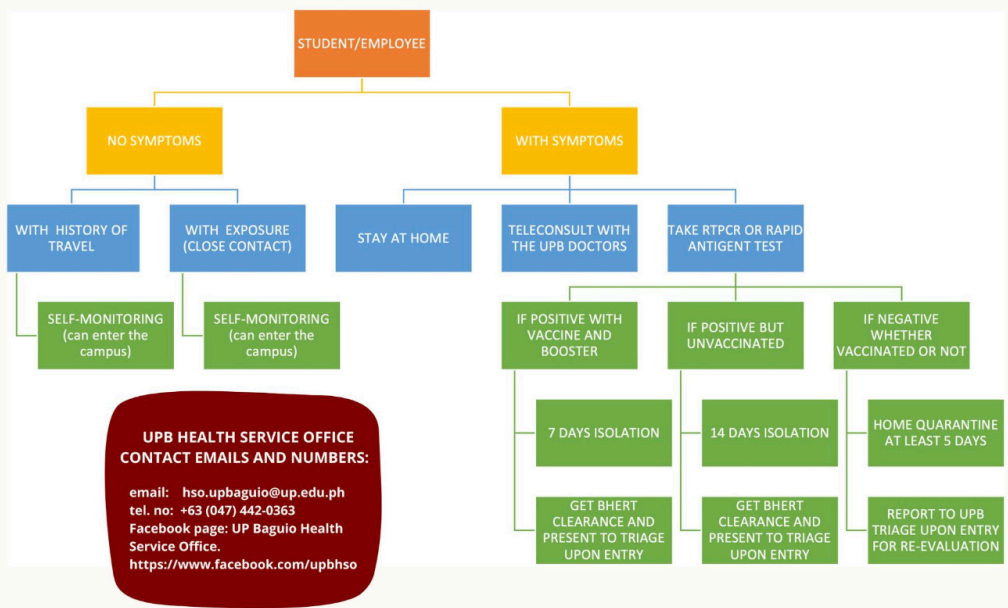 STUDENT/EMPLOYEE
NO SYMPTOMS
WITH SYMPTOMS
WITH HISTORY OF
TRAVEL
WITH EXPOSURE
(CLOSE CONTACT)
STAY AT HOME
TELECONSULT WITH
THE UPB DOCTORS
TAKE RTPCR OR RAPID
ANTIGENT TEST
SELF-MONITORING
(can enter the
campus)
SELF-MONITORING
(can enter the
campus)
IF POSITIVE WITH
VACCINE AND
BOOSTER
IF POSITIVE BUT
UNVACCINATED
IF NEGATIVE
WHETHER
VACCINATED OR NOT
7 DAYS ISOLATION
14 DAYS ISOLATION
HOME QUARANTINE
AT LEAST 5 DAYS
GET BHERT
CLEARANCE AND
PRESENT TO TRIAGE
UPON ENTRY
GET BHERT
CLEARANCE AND
PRESENT TO TRIAGE
UPON ENTRY
REPORT TO UPB
TRIAGE UPON ENTRY
FOR RE-EVALUATION
UPB HEALTH SERVICE OFFICE
CONTACT EMAILS AND NUMBERS:
email: hso.upbaguio@up.edu.ph
tel. no: +63 (047) 442-0363
Facebook page: UP Baguio Health
Service Office.
https://www.facebook.com/upbhso